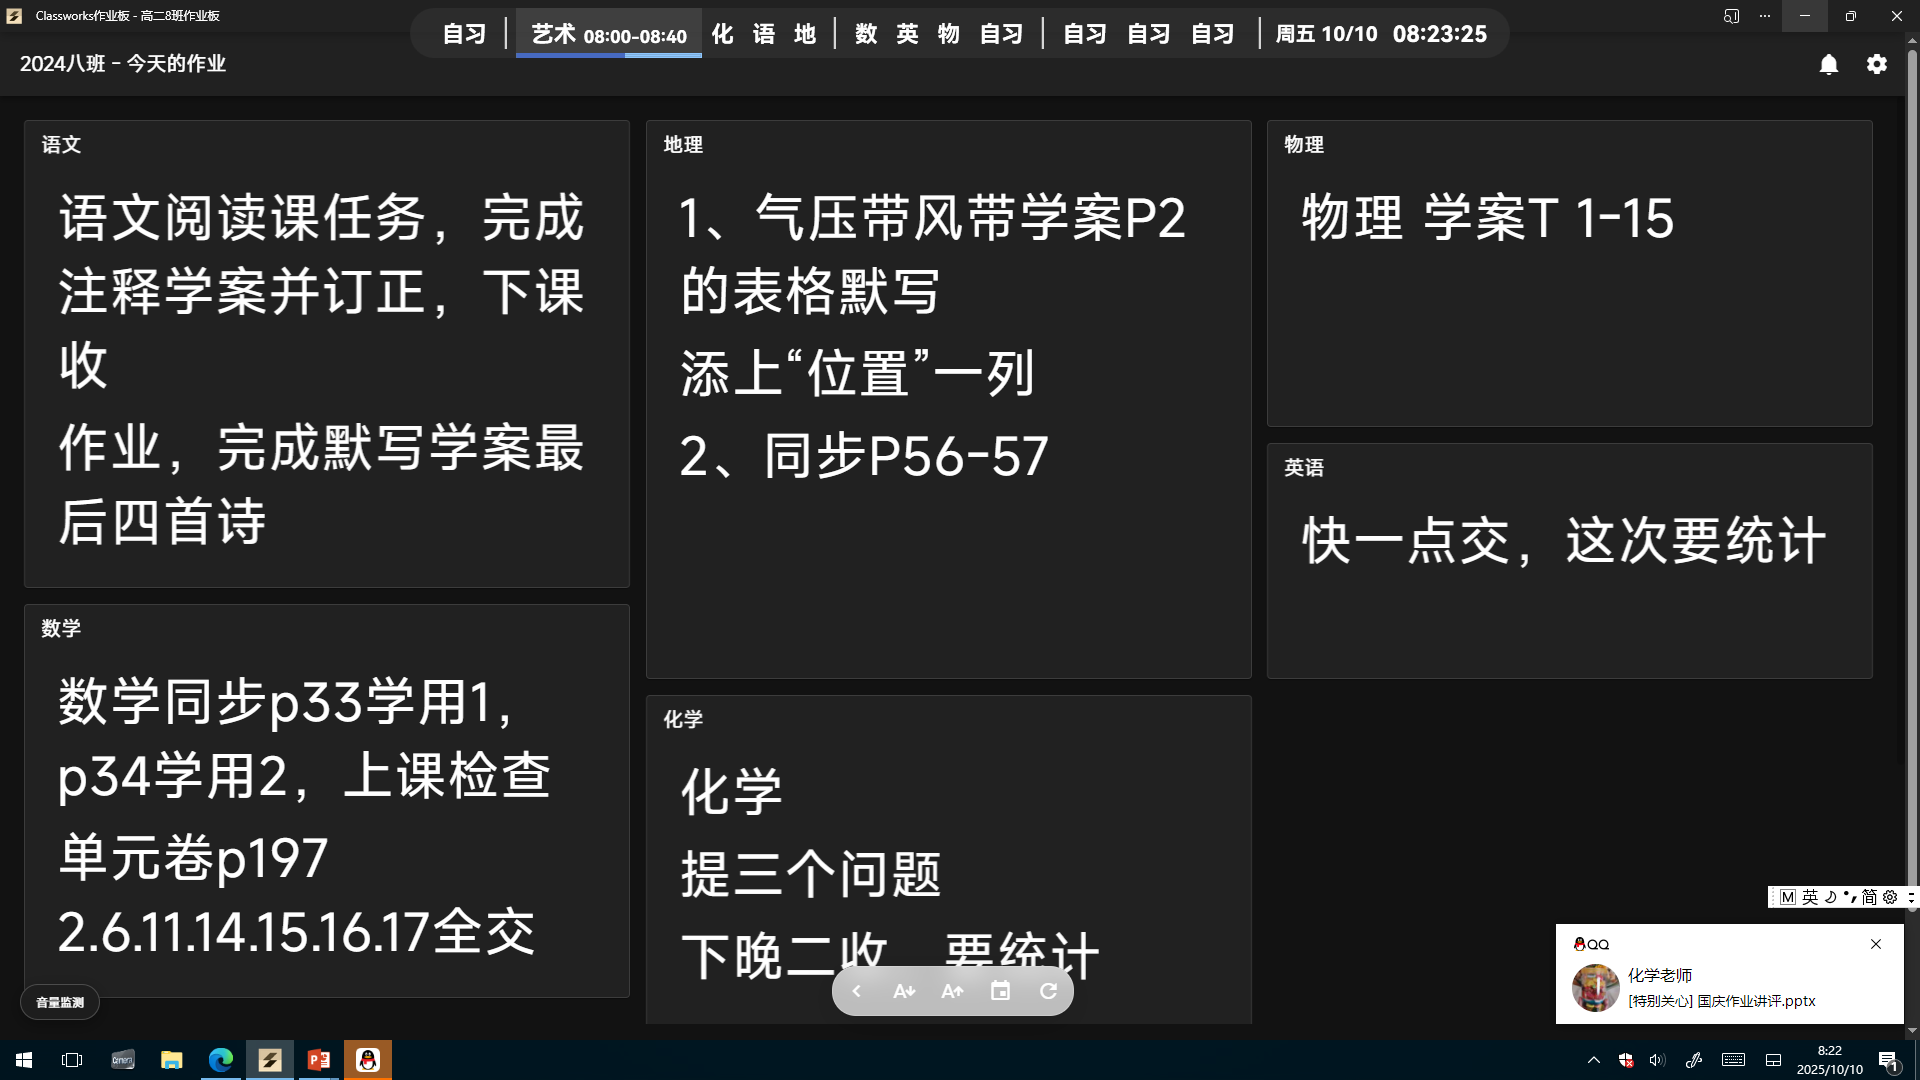 Classworks作业板 - 高二8班作业板
自习 艺术 08:00-08:40 化 语 地 数 英 物 自习 自习 自习 自习 周五 10/10 08:23:25
2024八班 - 今天的作业
语文
语文阅读课任务，完成
注释学案并订正，下课
收
作业，完成默写学案最
后四首诗
数学
数学同步p33学用1，
p34学用2，上课检查
单元卷p197
2.6.11.14.15.16.17全交
地理
1、气压带风带学案P2
的表格默写
添上“位置”一列
2、同步P56-57
化学
化学
提三个问题
下晚二收 要统计
物理
物理 学案T 1-15
英语
快一点交，这次要统计
音量监测
A A
M 英 简
QQ
化学老师
[特别关心] 国庆作业讲评.pptx
8:22
2025/10/10
1